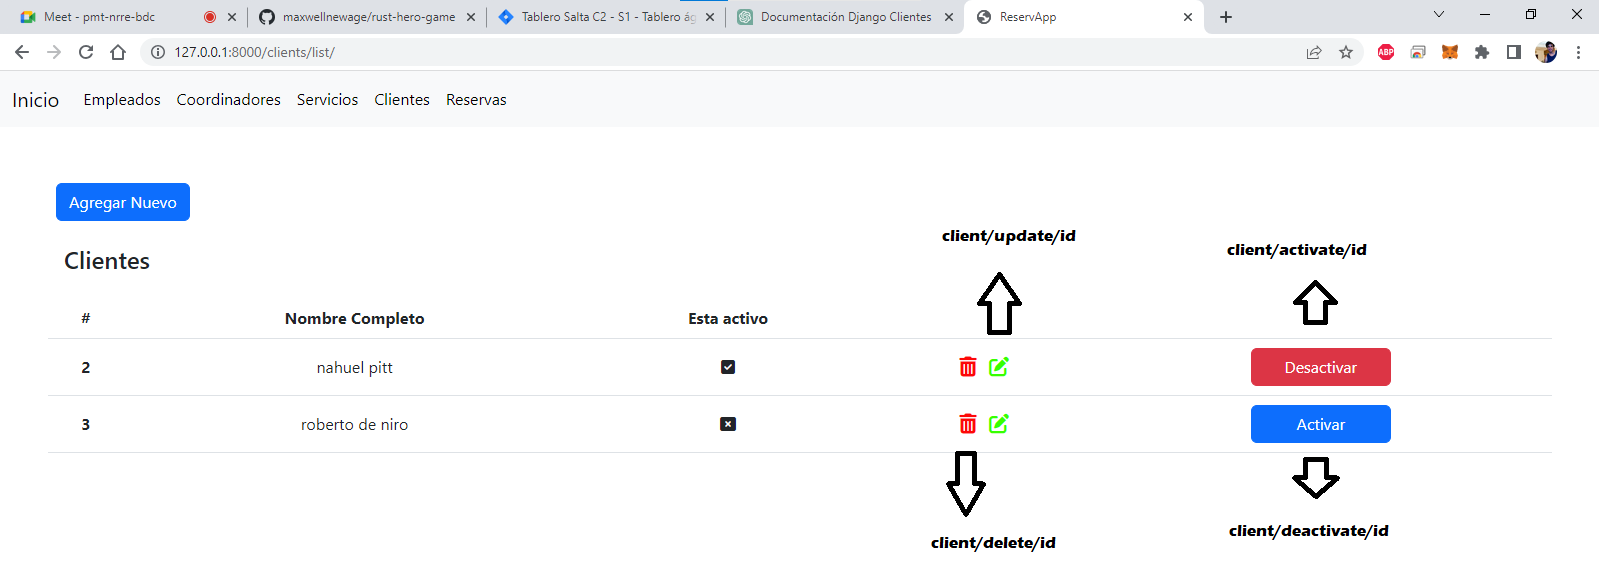 Meet - pmt-nrre-bdc
maxwellnewage/rust-hero-game
Tablero Salta C2 - S1 - Tablero ág
Documentación Django Clientes
ReservApp
127.0.0.1:8000/clients/list/
ABP
Inicio Empleados Coordinadores Servicios Clientes Reservas
Agregar Nuevo
client/update/id
client/activate/id
Clientes
# Nombre Completo Esta activo
2 nahuel pitt Desactivar
3 roberto de niro Activar
client/deactivate/id
client/delete/id